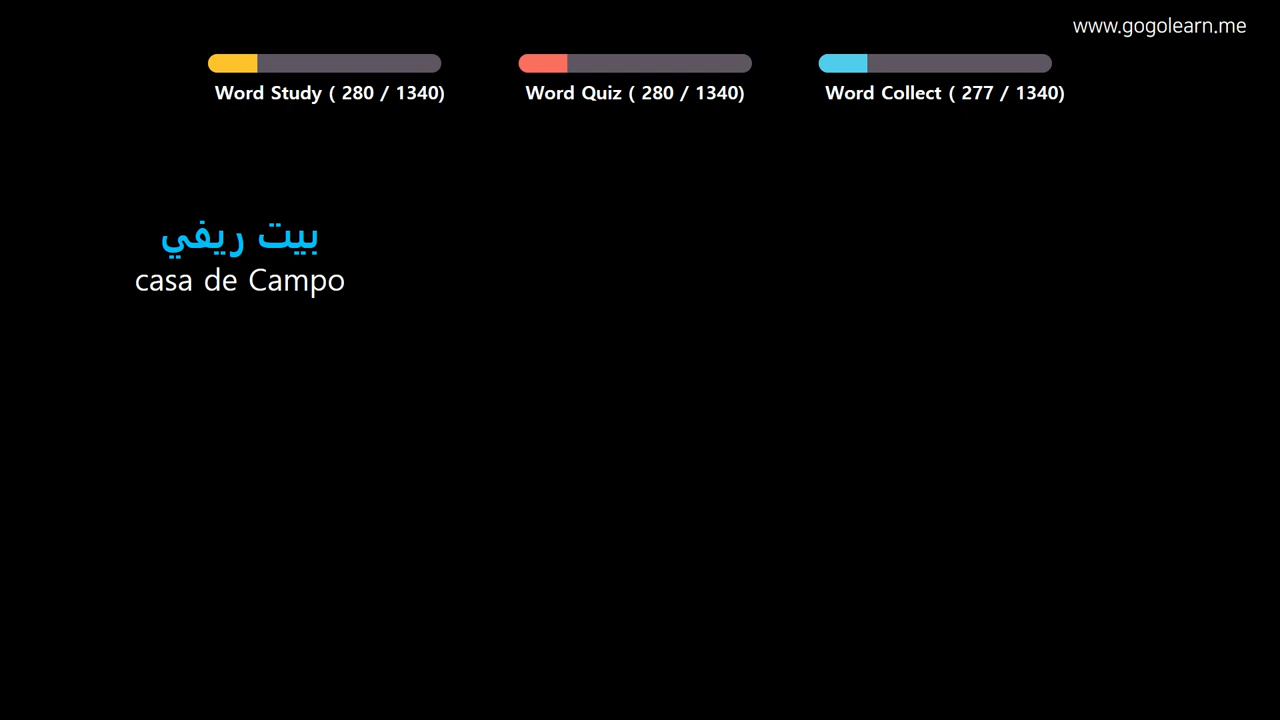 www.gogolearn.me
Word Study ( 280 / 1340)
Word Quiz ( 280 / 1340)
Word Collect ( 277 / 1340)
بيت ريفي
casa de Campo